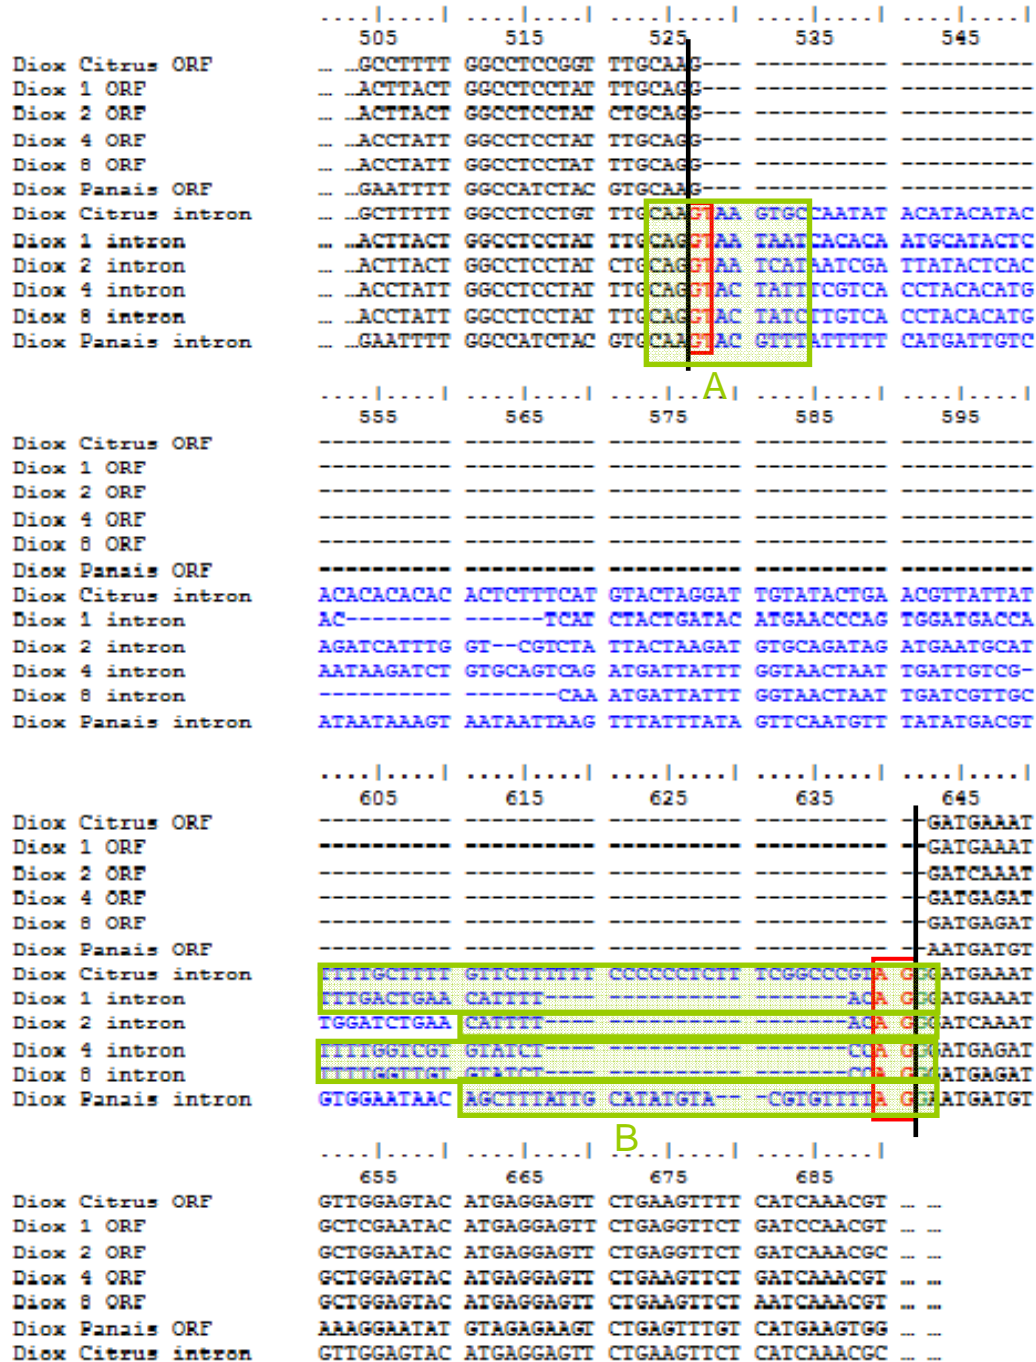 ....|....| ....|....| ....|....| ....|....| ....|....|
505 515 525 535 545
Diox Citrus ORF … …GCCTTTT GGCCTCCGGT TTGCAAG--- ---------- ----------
Diox 1 ORF … …ACTTACT GGCCTCCTAT TTGCAGG--- ---------- ----------
Diox 2 ORF … …ACTTACT GGCCTCCTAT CTGCAGG--- ---------- ----------
Diox 4 ORF … …ACCTATT GGCCTCCTAT TTGCAGG--- ---------- ----------
Diox 8 ORF … …ACCTATT GGCCTCCTAT TTGCAGG--- ---------- ----------
Diox Panais ORF … …GAATTTT GGCCATCTAC GTGCAAG--- ---------- ----------
Diox Citrus intron … …GCTTTTT GGCCTCCTGT TTGCAAGTAA GTGCCAATAT ACATACATAC
Diox 1 intron … …ACTTACT GGCCTCCTAT TTGCAGGTAA TAATCACACA ATGCATACTC
Diox 2 intron … …ACTTACT GGCCTCCTAT CTGCAGGTAA TCATAATCGA TTATACTCAC
Diox 4 intron … …ACCTATT GGCCTCCTAT TTGCAGGTAC TATTTCGTCA CCTACACATG
Diox 8 intron … …ACCTATT GGCCTCCTAT TTGCAGGTAC TATCTTGTCA CCTACACATG
Diox Panais intron … …GAATTTT GGCCATCTAC GTGCAAGTAC GTTTATTTTT CATGATTGTC
A
....|....| ....|....| ....|....| ....|....| ....|....|
555 565 575 585 595
Diox Citrus ORF ---------- ---------- ---------- ---------- ----------
Diox 1 ORF ---------- ---------- ---------- ---------- ----------
Diox 2 ORF ---------- ---------- ---------- ---------- ----------
Diox 4 ORF ---------- ---------- ---------- ---------- ----------
Diox 8 ORF ---------- ---------- ---------- ---------- ----------
Diox Panais ORF ---------- ---------- ---------- ---------- ----------
Diox Citrus intron ACACACACAC ACTCTTTCAT GTACTAGGAT TGTATACTGA ACGTTATTAT
Diox 1 intron AC-------- ------TCAT CTACTGATAC ATGAACCCAG TGGATGACCA
Diox 2 intron AGATCATTTG GT--CGTCTA TTACTAAGAT GTGCAGATAG ATGAATGCAT
Diox 4 intron AATAAGATCT GTGCAGTCAG ATGATTATTT GGTAACTAAT TGATTGTCG-
Diox 8 intron ---------- -------CAA ATGATTATTT GGTAACTAAT TGATCGTTGC
Diox Panais intron ATAATAAAGT AATAATTAAG TTTATTTATA GTTCAATGTT TATATGACGT
....|....| ....|....| ....|....| ....|....| ....|....|
605 615 625 635 645
Diox Citrus ORF ---------- ---------- ---------- ---------- --GATGAAAT
Diox 1 ORF ---------- ---------- ---------- ---------- --GATGAAAT
Diox 2 ORF ---------- ---------- ---------- ---------- --GATCAAAT
Diox 4 ORF ---------- ---------- ---------- ---------- --GATGAGAT
Diox 8 ORF ---------- ---------- ---------- ---------- --GATGAGAT
Diox Panais ORF ---------- ---------- ---------- ---------- --AATGATGT
Diox Citrus intron TTTTGCTTTT GTTCTTTTTT CCCCCCTCTT TCGGCCCGTA GGGATGAAAT
Diox 1 intron TTTGACTGAA CATTTT---- ---------- -------ACA GGGATGAAAT
Diox 2 intron TGGATCTGAA CATTTT---- ---------- -------ACA GGGATCAAAT
Diox 4 intron TTTTGGTCGT GTATCT---- ---------- -------CCA GGGATGAGAT
Diox 8 intron TTTTGGTTGT GTATCT---- ---------- -------CCA GGGATGAGAT
Diox Panais intron GTGGAATAAC AGCTTTATTG CATATGTA-- -CGTGTTTTA GGAATGATGT
B
....|....| ....|....| ....|....| ....|....|
655 665 675 685
Diox Citrus ORF GTTGGAGTAC ATGAGGAGTT CTGAAGTTTT CATCAAACGT … …
Diox 1 ORF GCTCGAATAC ATGAGGAGTT CTGAGGTTCT GATCCAACGT … …
Diox 2 ORF GCTGGAATAC ATGAGGAGTT CTGAGGTTCT GATCAAACGC … …
Diox 4 ORF GCTGGAGTAC ATGAGGAGTT CTGAAGTTCT GATCAAACGT … …
Diox 8 ORF GCTGGAGTAC ATGAGGAGTT CTGAAGTTCT AATCAAACGT … …
Diox Panais ORF AAAGGAATAT GTAGAGAAGT CTGAGTTTGT CATGAAGTGG … …
Diox Citrus intron GTTGGAGTAC ATGAGGAGTT CTGAAGTTCT CATCAAACGC … …